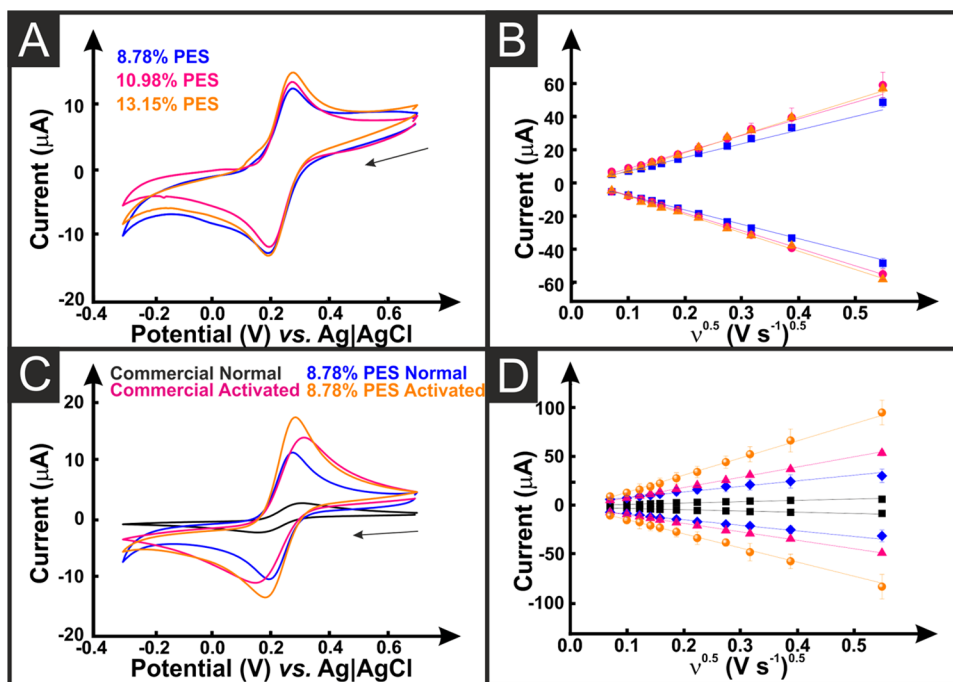 A
8.78% PES
10.98% PES
13.15% PES
Current (µA)
10
0
-10
-20
-0.4 -0.2 0.0 0.2 0.4 0.6
Potential (V) vs. Ag|AgCl
B
Current (µA)
60
40
20
0
-20
-40
-60
0.0 0.1 0.2 0.3 0.4 0.5
ν0.5 (V s-1)0.5
C
Commercial Normal 8.78% PES Normal
Commercial Activated 8.78% PES Activated
Current (µA)
20
10
0
-10
-20
-0.4 -0.2 0.0 0.2 0.4 0.6
Potential (V) vs. Ag|AgCl
D
Current (µA)
100
50
0
-50
-100
0.0 0.1 0.2 0.3 0.4 0.5
ν0.5 (V s-1)0.5